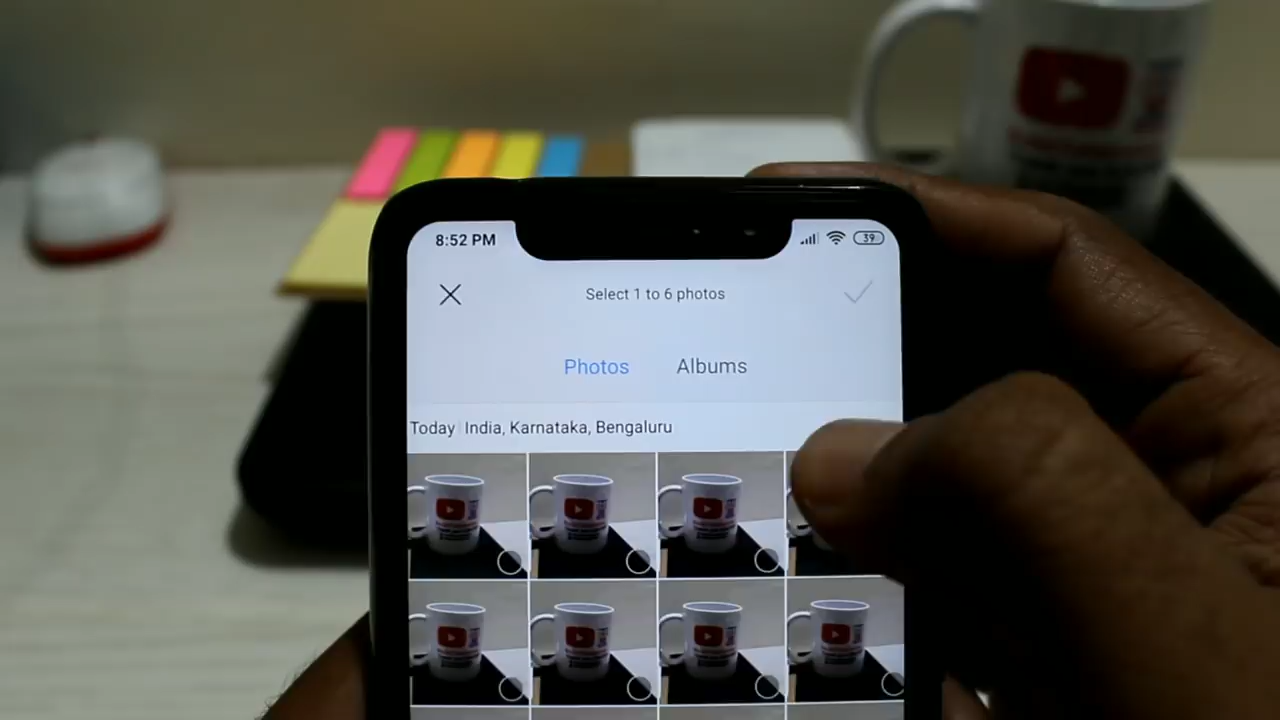 8:52 PM 39
Select 1 to 6 photos
Photos Albums
Today India, Karnataka, Bengaluru